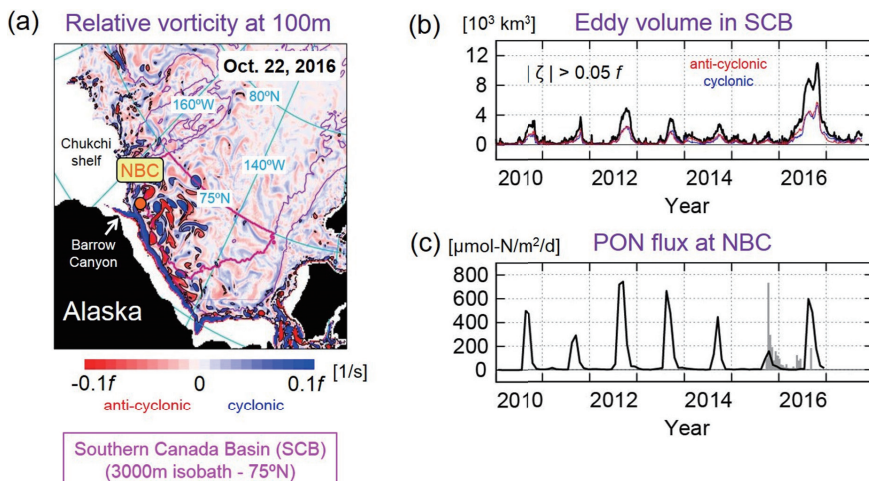 (a) Relative vorticity at 100m
Oct. 22, 2016
160ºW
80ºN
Chukchi
shelf
NBC
140ºW
75ºN
Barrow
Canyon
Alaska
-0.1f 0 0.1f [1/s]
anti-cyclonic cyclonic
Southern Canada Basin (SCB)
(3000m isobath - 75ºN)
(b) [10³ km³] Eddy volume in SCB
12
| ζ | > 0.05 f
anti-cyclonic
cyclonic
8
4
0
2010 2012 2014 2016
Year
(c) [μmol-N/m²/d] PON flux at NBC
800
600
400
200
0
2010 2012 2014 2016
Year